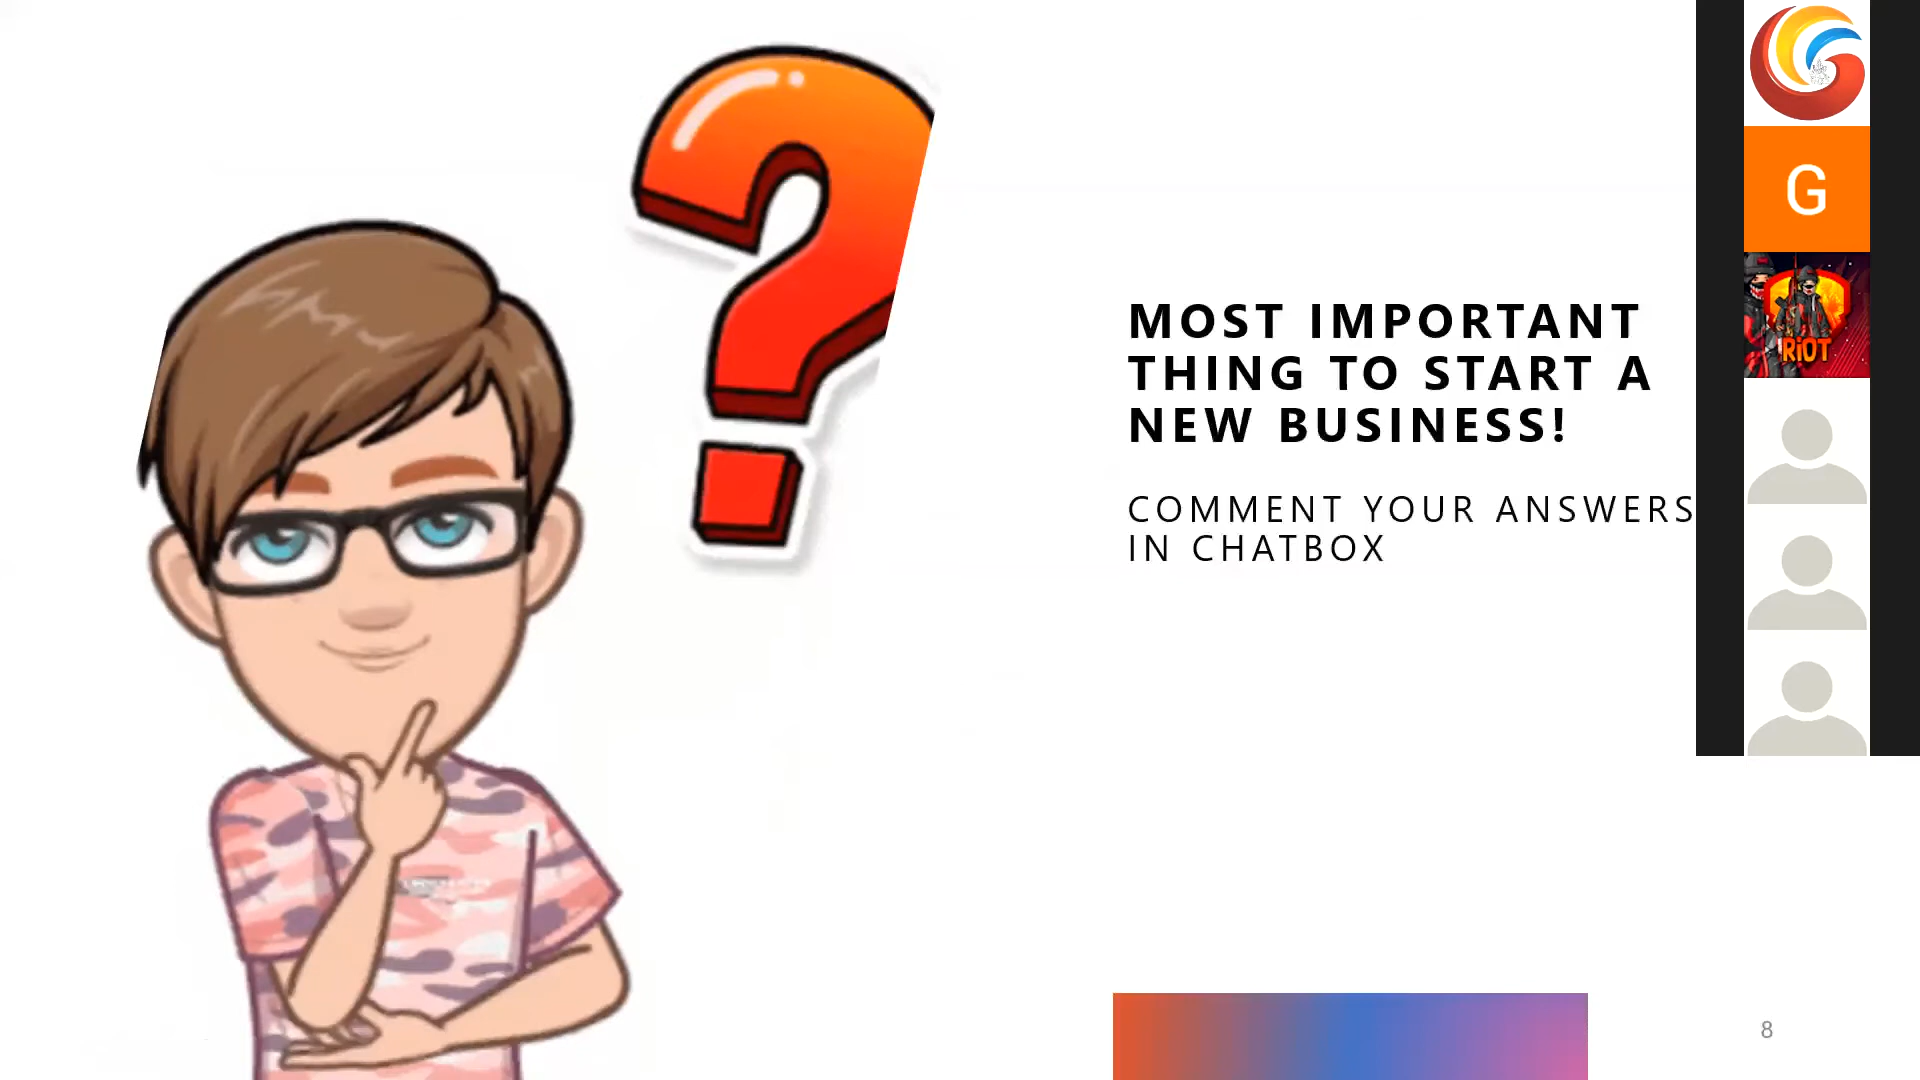 MOST IMPORTANT
THING TO START A
NEW BUSINESS!
COMMENT YOUR ANSWERS
IN CHATBOX
G
RiOT
8